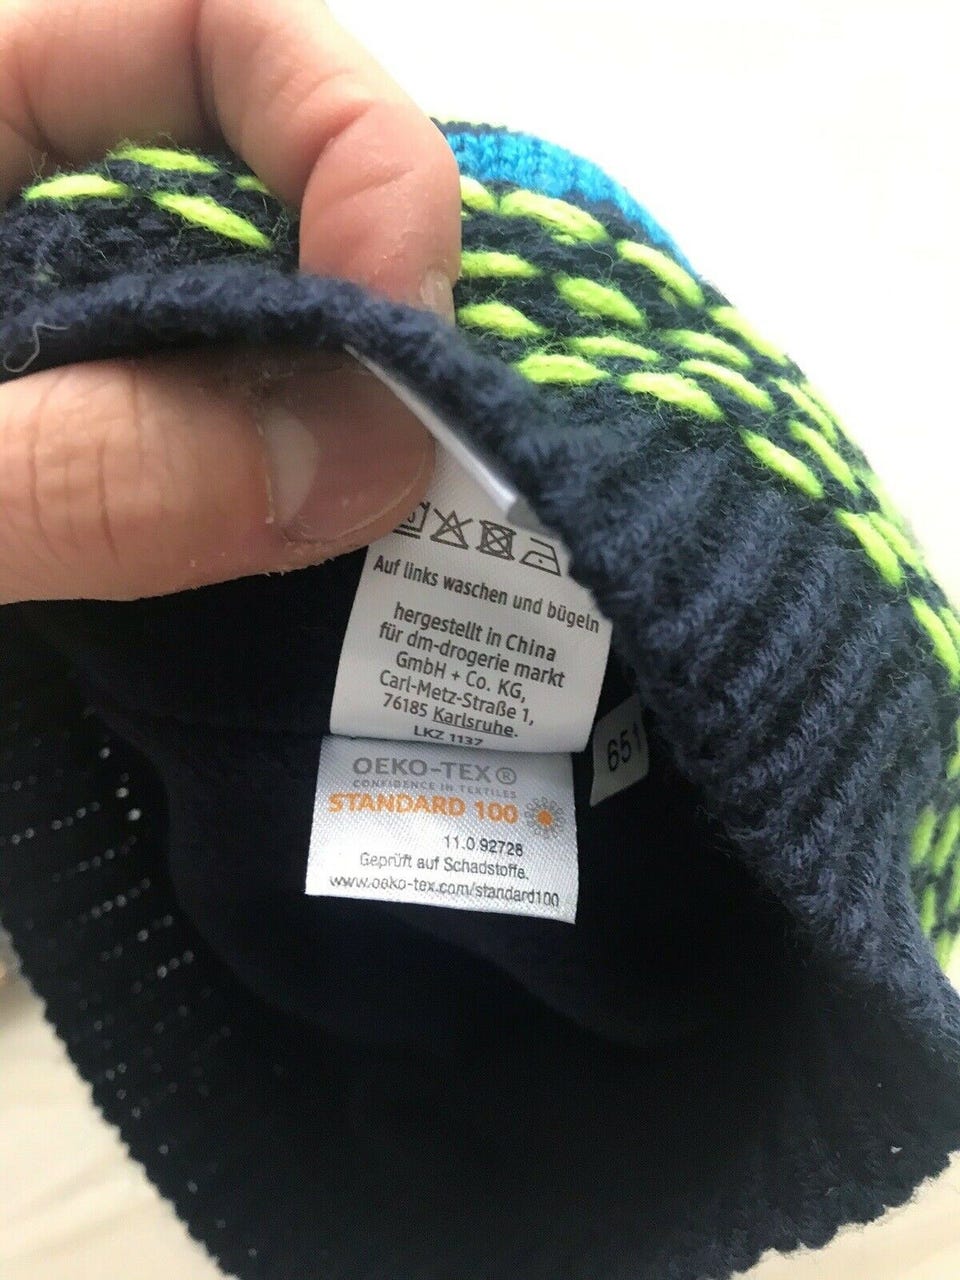 Auf links waschen und bügeln
hergestellt in China
für dm-drogerie markt
GmbH + Co. KG,
Carl-Metz-Straße 1,
76185 Karlsruhe.
LKZ 1137
651
OEKO-TEX®
CONFIDENCE IN TEXTILES
STANDARD 100
11.0.92728
Geprüft auf Schadstoffe.
www.oeko-tex.com/standard100